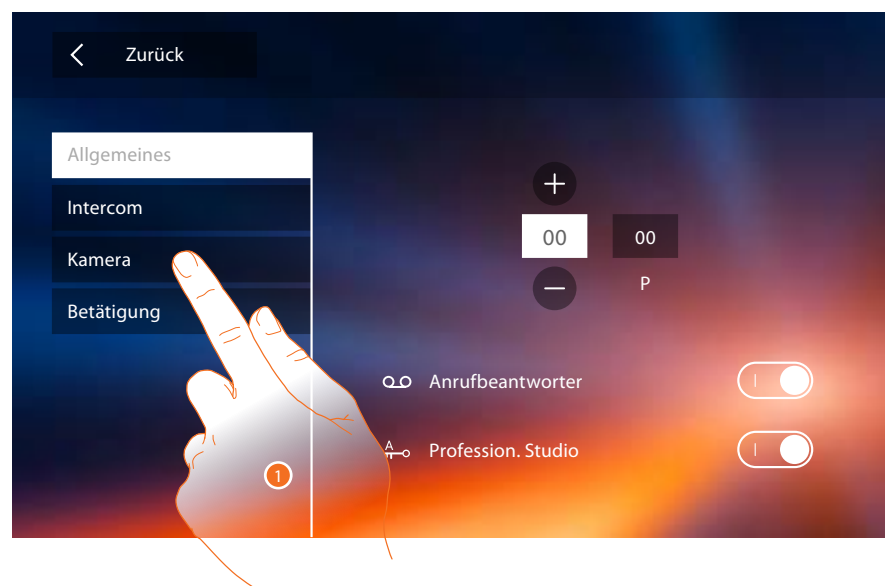 Zurück
Allgemeines
Intercom
Kamera
Betätigung
00 00
P
Anrufbeantworter
A
Profession. Studio
1